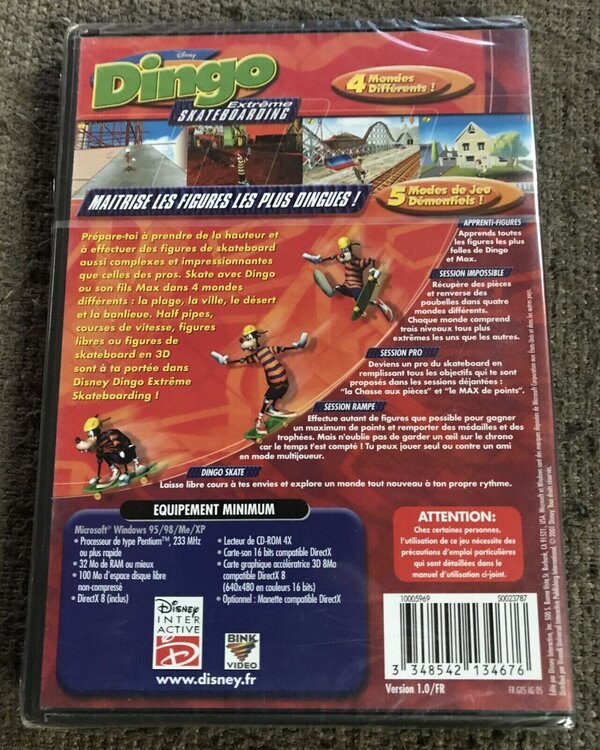 Disney
Dingo
Extrême
SKATEBOARDING
4 Mondes
Différents !
MAITRISE LES FIGURES LES PLUS DINGUES !
5 Modes de Jeu
Démentiels !
Prépare-toi à prendre de la hauteur et
à effectuer des figures de skateboard
aussi complexes et impressionnantes
que celles des pros. Skate avec Dingo
ou son fils Max dans 4 mondes
différents : la plage, la ville, le désert
et la banlieue. Half pipes,
courses de vitesse, figures
libres ou figures de
skateboard en 3D
sont à ta portée dans
Disney Dingo Extrême
Skateboarding !
APPRENTI-FIGURES
Apprends toutes
les figures les plus
folles de Dingo
et Max.
SESSION IMPOSSIBLE
Récupère des pièces
et renverse des
poubelles dans quatre
mondes différents.
Chaque monde comprend
trois niveaux tous plus
extrêmes les uns que les autres.
SESSION PRO
Deviens un pro du skateboard en
remplissant tous les objectifs qui te sont
proposés dans les sessions déjantées :
"la Chasse aux pièces" et "le MAX de points".
SESSION RAMPE
Effectue autant de figures que possible pour gagner
un maximum de points et remporter des médailles et des
trophées. Mais n'oublie pas de garder un œil sur le chrono
car le temps t'est compté ! Tu peux jouer seul ou contre un ami
en mode multijoueur.
DINGO SKATE
Laisse libre cours à tes envies et explore un monde tout nouveau à ton propre rythme.
EQUIPEMENT MINIMUM
Microsoft® Windows 95/98/Me/XP
• Processeur de type Pentium™, 233 MHz
ou plus rapide
• 32 Mo de RAM ou mieux
• 100 Mo d'espace disque libre
non-compressé
• DirectX 8 (inclus)
• Lecteur de CD-ROM 4X
• Carte-son 16 bits compatible DirectX
• Carte graphique accélératrice 3D 8Mo
compatible DirectX 8
(640x480 en couleurs 16 bits)
• Optionnel : Manette compatible DirectX
DISNEY
INTER
ACTIVE
BINK
VIDEO
www.disney.fr
ATTENTION:
Chez certaines personnes,
l'utilisation de ce jeu nécessite des
précautions d'emploi particulières
qui sont détaillées dans le
manuel d'utilisation ci-joint.
10005969 S0023787
3 348542 134676
Version 1.0/FR FR GXS AG 05